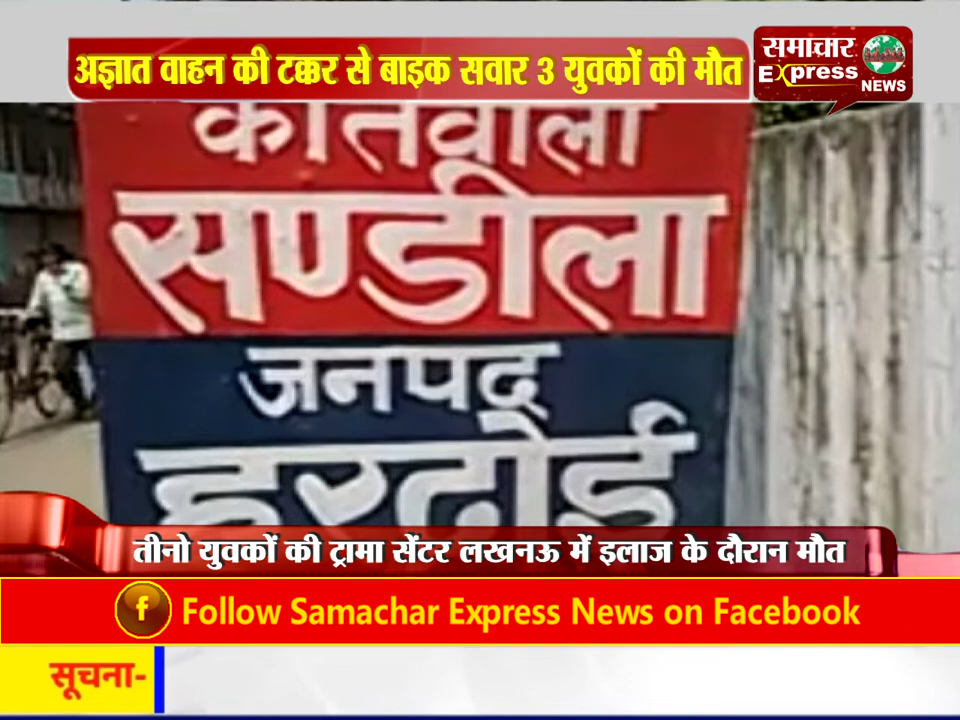 अज्ञात वाहन की टक्कर से बाइक सवार 3 युवकों की मौत
समाचार
Express
NEWS
कोतवाली
सण्डीला
जनपद
हरदोई
तीनो युवकों की ट्रामा सेंटर लखनऊ में इलाज के दौरान मौत
f Follow Samachar Express News on Facebook
सूचना-